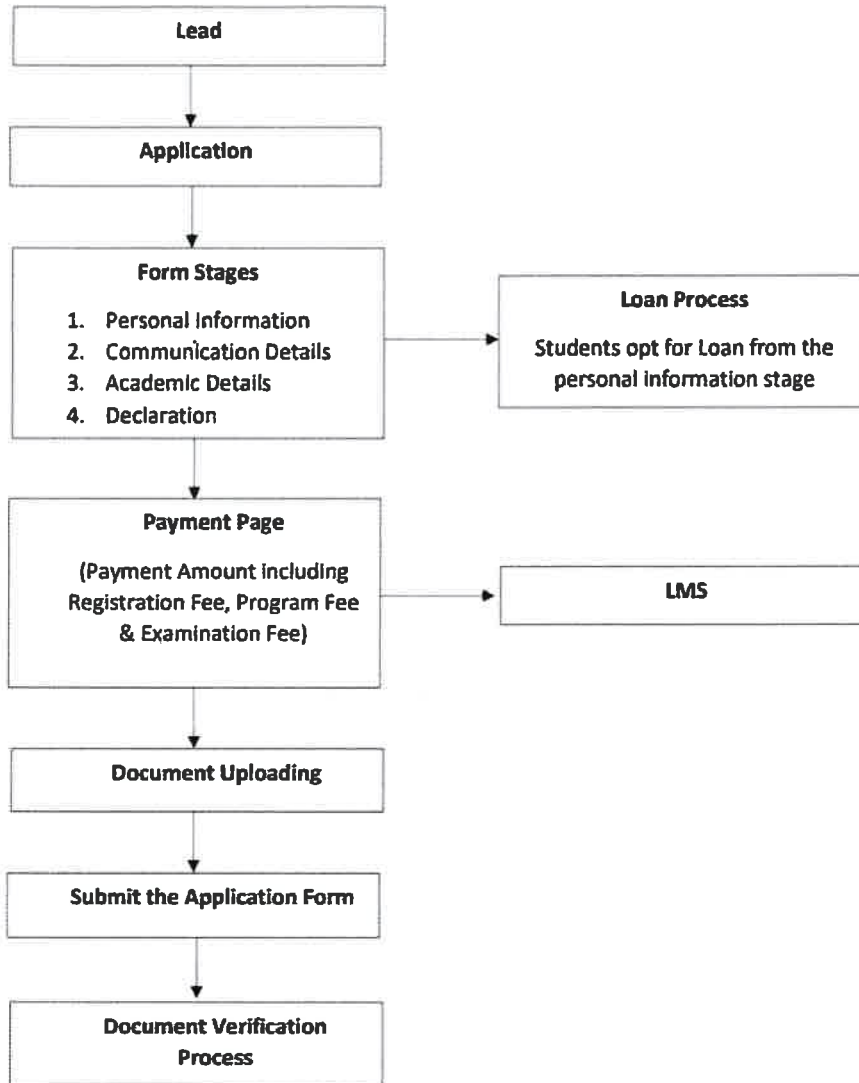 Lead
Application
Form Stages
1. Personal Information
2. Communication Details
3. Academic Details
4. Declaration
Loan Process
Students opt for Loan from the
personal information stage
Payment Page
(Payment Amount including
Registration Fee, Program Fee
& Examination Fee)
LMS
Document Uploading
Submit the Application Form
Document Verification
Process